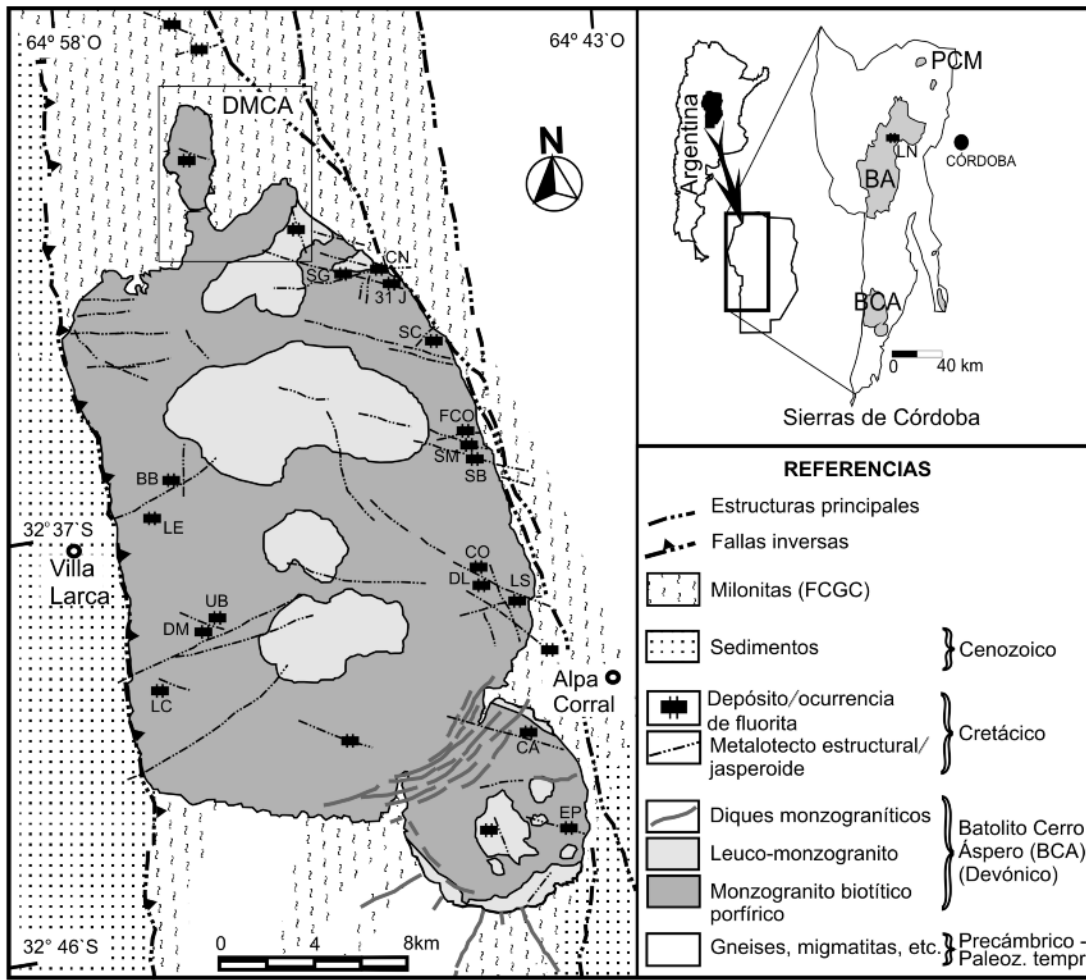 64° 58`O
64° 43`O
DMCA
N
CN
SG
31 J
SC
FCO
SM
SB
BB
LE
32° 37`S
Villa
Larca
CO
DL
LS
UB
DM
LC
Alpa
Corral
CA
EP
32° 46`S
0 4 8km
Argentina
PCM
LN
CÓRDOBA
BA
BCA
0 40 km
Sierras de Córdoba
REFERENCIAS
Estructuras principales
Fallas inversas
Milonitas (FCGC)
Sedimentos
Cenozoico
Depósito/ocurrencia
de fluorita
Metalotecto estructural/
jasperoide
Cretácico
Diques monzograníticos
Leuco-monzogranito
Monzogranito biotítico
porfírico
Batolito Cerro
Áspero (BCA)
(Devónico)
Gneises, migmatitas, etc.
Precámbrico -
Paleoz. tempr